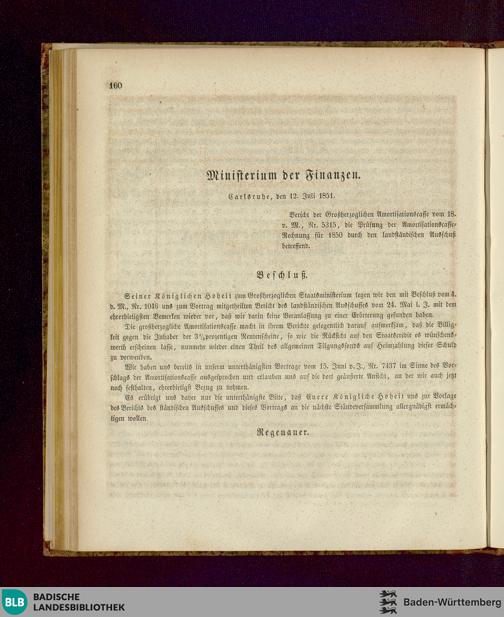 160
Ministerium der Finanzen.
Carlsruhe, den 12. Juli 1851.
Bericht der Großherzoglichen Amortisationscasse vom 18.
v. M., Nr. 5315, die Prüfung der Amortisationscasse-
Rechnung für 1850 durch den landständischen Ausschuß
betreffend.
Beschluß.
Seiner Königlichen Hoheit zum Großherzoglichen Staatsministerium legen wir den mit Beschluß vom 4.
d. M., Nr. 1046 uns zum Vortrag mitgetheilten Bericht des landständischen Ausschusses vom 24. Mai l. J. mit dem
ehrerbietigsten Bemerken wieder vor, daß wir darin keine Veranlassung zu einer Erörterung gefunden haben.
Die großherzogliche Amortisationscasse macht in ihrem Berichte gelegentlich darauf aufmerksam, daß die Billig-
keit gegen die Inhaber der 3½procentigen Rentenscheine, so wie die Rücksicht auf den Staatscredit es wünschens-
werth erscheinen lasse, nunmehr wieder einen Theil des allgemeinen Tilgungsfonds auf Heimzahlung dieser Schuld
zu verwenden.
Wir haben uns bereits in unserm unterthänigsten Vortrage vom 15. Juni v. J., Nr. 7437 im Sinne des Vor-
schlags der Amortisationscasse ausgesprochen und erlauben uns auf die dort geäußerte Ansicht, an der wir auch jetzt
noch festhalten, ehrerbietigst Bezug zu nehmen.
Es erübrigt uns daher nur die unterthänigste Bitte, daß Euere Königliche Hoheit uns zur Vorlage
des Berichts des ständischen Ausschusses und dieses Vortrags an die nächste Ständeversammlung allergnädigst ermäch-
tigen wollen.
Regenauer.
BLB
BADISCHE
LANDESBIBLIOTHEK
Baden-Württemberg